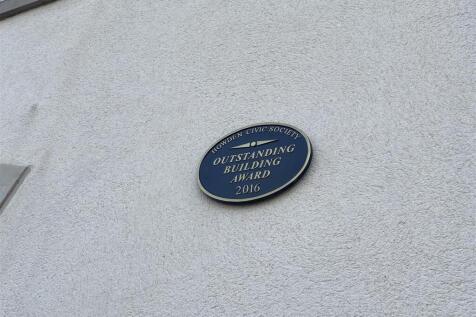 HOWDEN CIVIC SOCIETY
OUTSTANDING
BUILDING
AWARD
2016